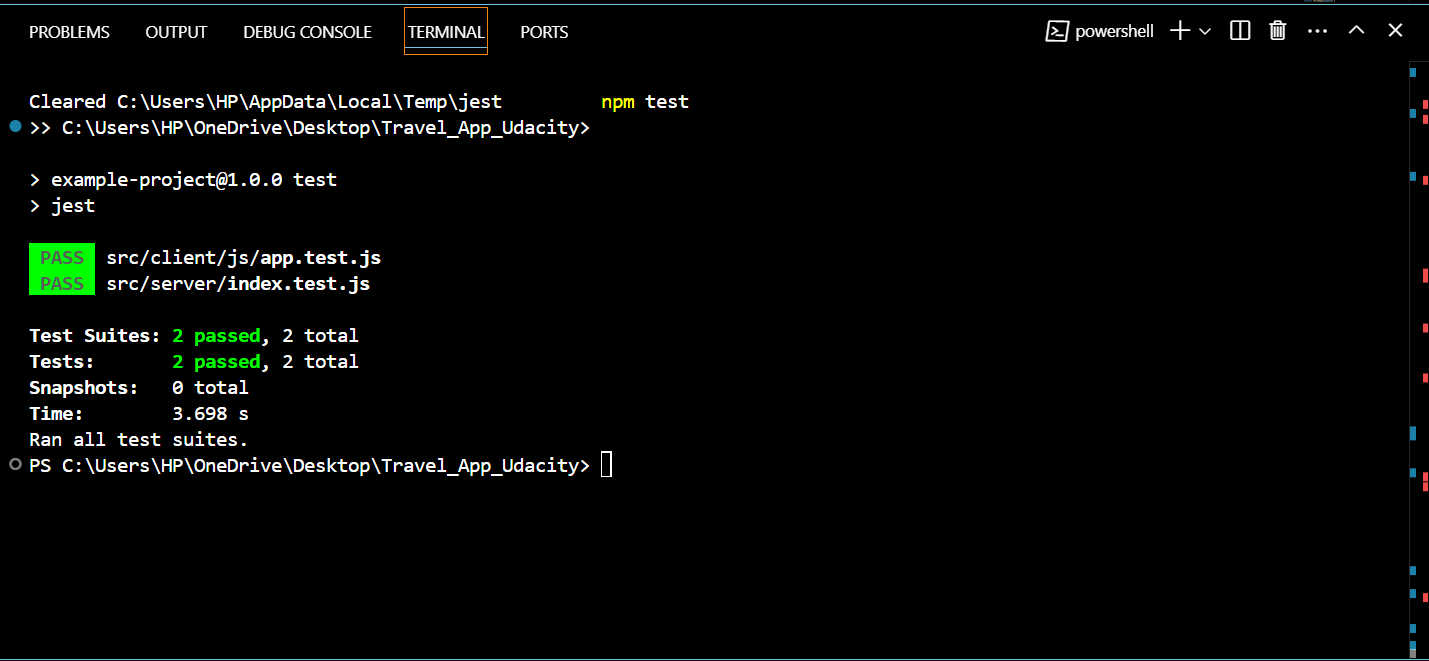 PROBLEMS OUTPUT DEBUG CONSOLE TERMINAL PORTS powershell
Cleared C:\Users\HP\AppData\Local\Temp\jest npm test
>> C:\Users\HP\OneDrive\Desktop\Travel_App_Udacity>
> example-project@1.0.0 test
> jest
PASS src/client/js/app.test.js
PASS src/server/index.test.js
Test Suites: 2 passed, 2 total
Tests: 2 passed, 2 total
Snapshots: 0 total
Time: 3.698 s
Ran all test suites.
PS C:\Users\HP\OneDrive\Desktop\Travel_App_Udacity>